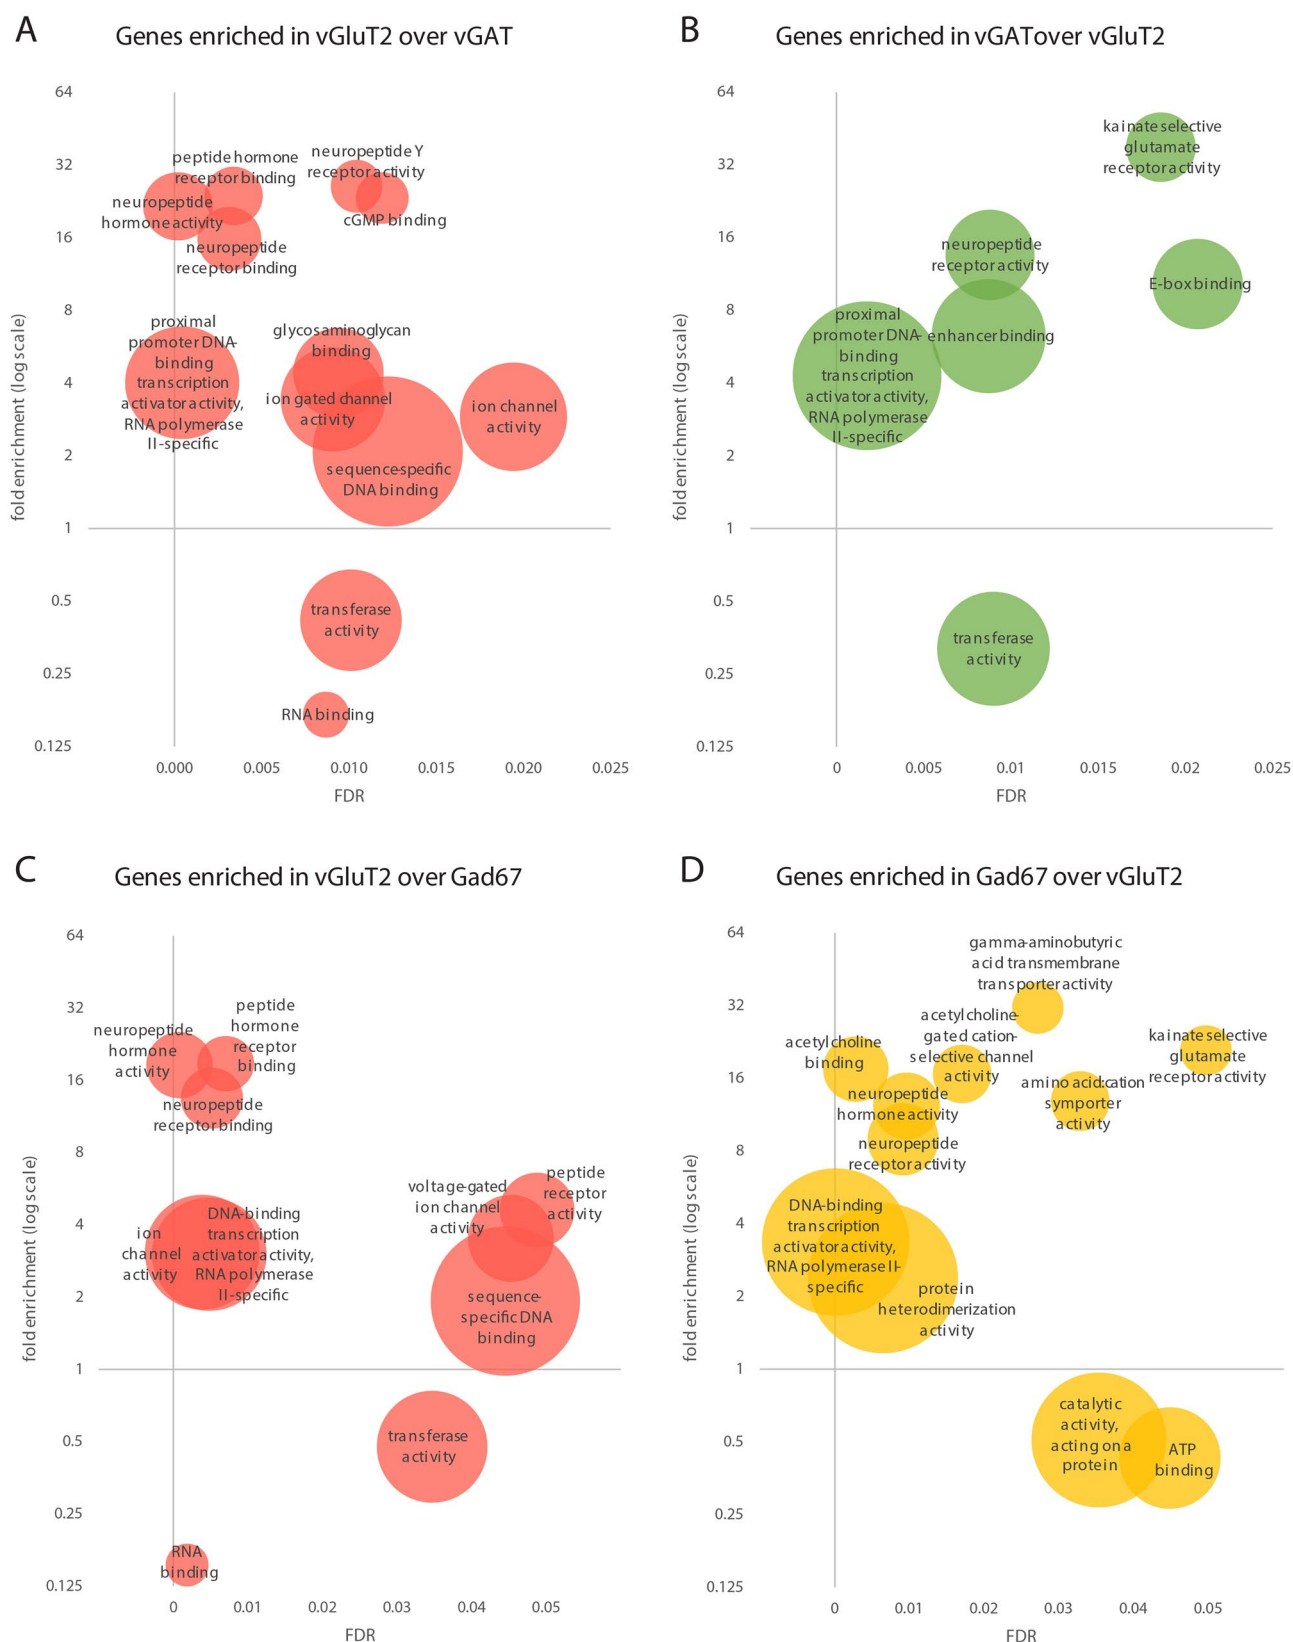 A
Genes enriched in vGluT2 over vGAT
64
32
16
8
4
2
1
0.5
0.25
0.125
fold enrichment (log scale)
peptide hormone
receptor binding
neuropeptide Y
receptor activity
neuropeptide
hormone activity
cGMP binding
neuropeptide
receptor binding
proximal
promoter DNA-
binding
transcription
activator activity,
RNA polymerase
II-specific
glycosaminoglycan
binding
ion gated channel
activity
ion channel
activity
sequence-specific
DNA binding
transferase
activity
RNA binding
0.000
0.005
0.010
0.015
0.020
0.025
FDR
B
Genes enriched in vGATover vGluT2
64
32
16
8
4
2
1
0.5
0.25
0.125
fold enrichment (log scale)
kainate selective
glutamate
receptor activity
neuropeptide
receptor activity
E-box binding
proximal
promoter DNA-
binding
transcription
activator activity,
RNA polymerase
II-specific
enhancer binding
transferase
activity
0
0.005
0.01
0.015
0.02
0.025
FDR
C
Genes enriched in vGluT2 over Gad67
64
32
16
8
4
2
1
0.5
0.25
0.125
fold enrichment (log scale)
neuropeptide
hormone
activity
peptide
hormone
receptor
binding
neuropeptide
receptor binding
voltage-gated
ion channel
activity
peptide
receptor
activity
ion
channel
activity
DNA-binding
transcription
activator activity,
RNA polymerase
II-specific
sequence-
specific DNA
binding
transferase
activity
RNA
binding
0
0.01
0.02
0.03
0.04
0.05
FDR
D
Genes enriched in Gad67 over vGluT2
64
32
16
8
4
2
1
0.5
0.25
0.125
fold enrichment (log scale)
gamma-aminobutyric
acid transmembrane
transporter activity
acetylcholine
binding
acetylcholine-
gated cation-
selective channel
activity
kainate selective
glutamate
receptor activity
neuropeptide
hormone activity
amino acid:cation
symporter
activity
neuropeptide
receptor activity
DNA-binding
transcription
activator activity,
RNA polymerase II-
specific
protein
heterodimerization
activity
catalytic
activity,
acting on a
protein
ATP
binding
0
0.01
0.02
0.03
0.04
0.05
FDR